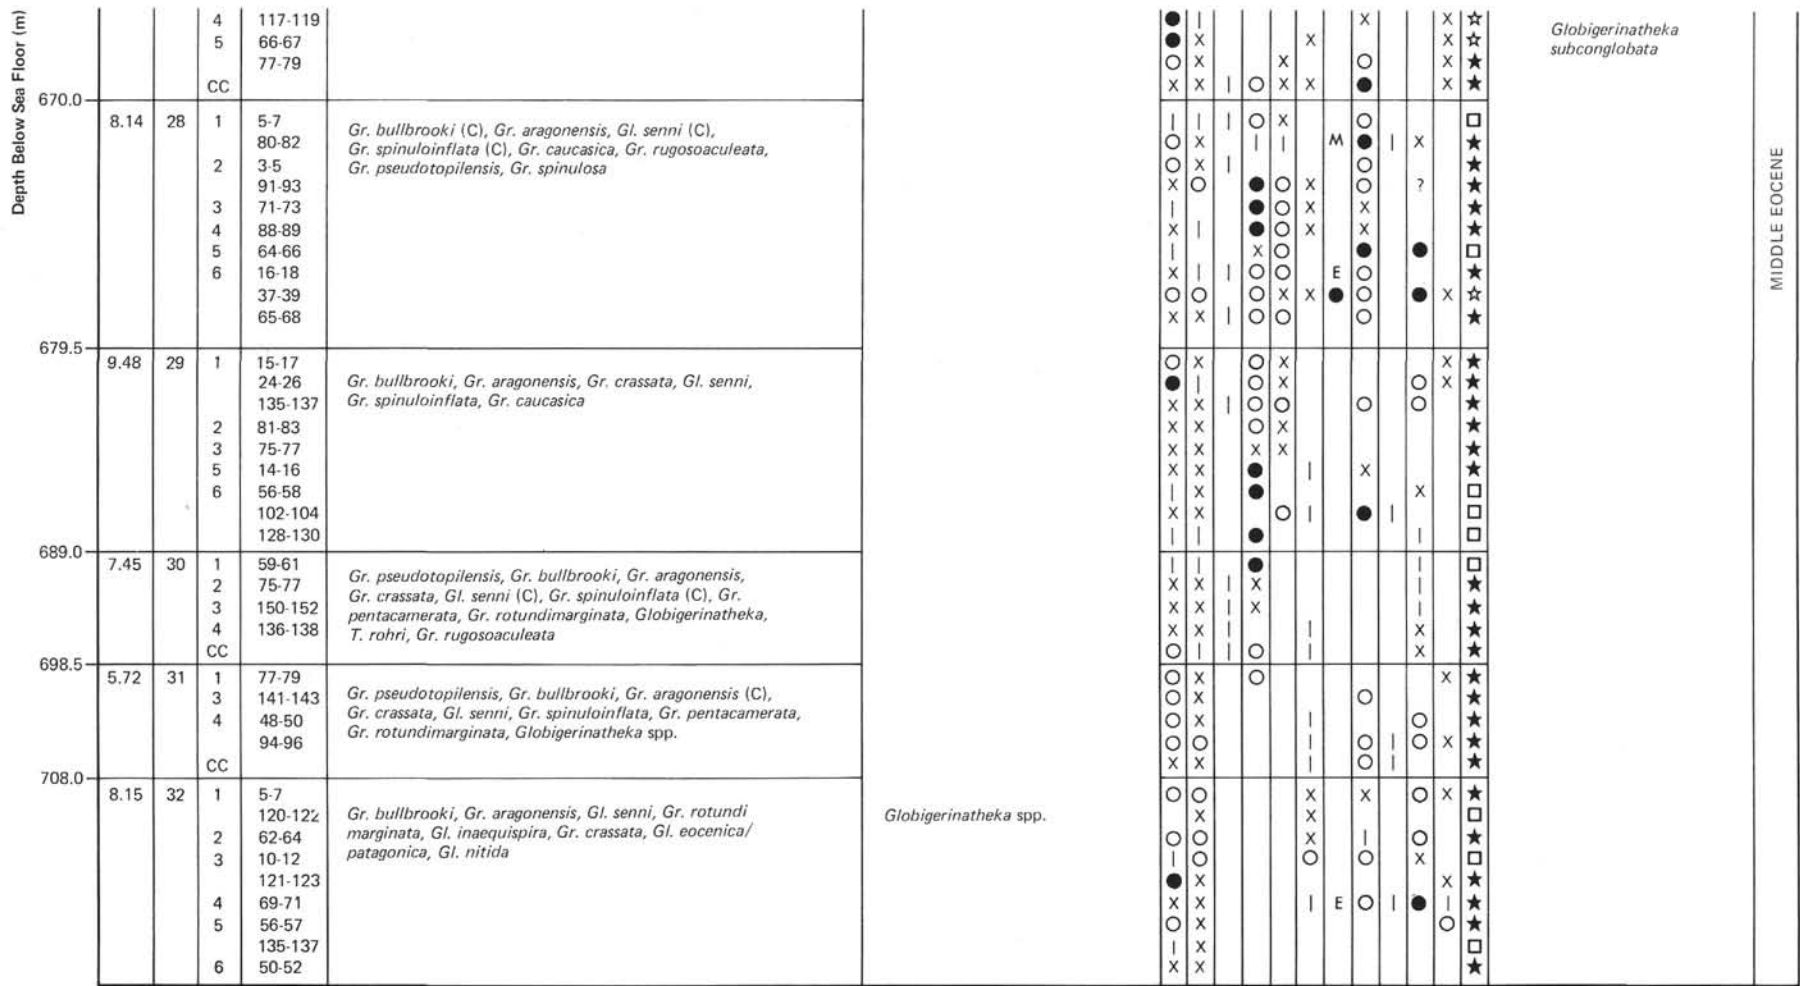 Depth Below Sea Floor (m)
4 117-119 ● | X X ☆
5 66-67 ● X X X ☆
77-79 O X X O X ★
CC X X | O X X ● X ★
Globigerinatheka
subconglobata
670.0
8.14 28 1 5-7 | | | O X O □
80-82 O X | | M ● | X ★
2 3-5 O X | O ★
91-93 X O ● O X O ? ★
3 71-73 | ● O X X ★
4 88-89 X | ● O X X ★
5 64-66 | X O ● ● □
6 16-18 X | | O O E O ★
37-39 O O O X X ● O ● X ☆
65-68 X X | O O O ★
Gr. bullbrooki (C), Gr. aragonensis, Gl. senni (C),
Gr. spinuloinflata (C), Gr. caucasica, Gr. rugosoaculeata,
Gr. pseudotopilensis, Gr. spinulosa
MIDDLE EOCENE
679.5
9.48 29 1 15-17 O X O X X ★
24-26 ● | O X O X ★
135-137 X X | O O O O ★
2 81-83 X X O X ★
3 75-77 X X X X ★
5 14-16 X X ● | X ★
6 56-58 | X ● X □
102-104 X X O | ● | □
128-130 | | ● | □
Gr. bullbrooki, Gr. aragonensis, Gr. crassata, Gl. senni,
Gr. spinuloinflata, Gr. caucasica
689.0
7.45 30 1 59-61 | | ● | □
2 75-77 X X | X | ★
3 150-152 X X | X | ★
4 136-138 X X | | X ★
CC O | | O | X ★
Gr. pseudotopilensis, Gr. bullbrooki, Gr. aragonensis,
Gr. crassata, Gl. senni (C), Gr. spinuloinflata (C), Gr.
pentacamerata, Gr. rotundimarginata, Globigerinatheka,
T. rohri, Gr. rugosoaculeata
698.5
5.72 31 1 77-79 O X O X ★
3 141-143 O X O ★
4 48-50 O X | O ★
94-96 O O | O | O X ★
CC X X | O | ★
Gr. pseudotopilensis, Gr. bullbrooki, Gr. aragonensis (C),
Gr. crassata, Gl. senni, Gr. spinuloinflata, Gr. pentacamerata,
Gr. rotundimarginata, Globigerinatheka spp.
708.0
8.15 32 1 5-7 O O X X O X ★
120-122 X X □
2 62-64 O O X | O ★
3 10-12 | O O O X □
121-123 ● X X ★
4 69-71 X X | E O | ● | ★
5 56-57 O X O ★
135-137 | X □
6 50-52 X X ★
Gr. bullbrooki, Gr. aragonensis, Gl. senni, Gr. rotundi
marginata, Gl. inaequispira, Gr. crassata, Gl. eocenica/
patagonica, Gl. nitida
Globigerinatheka spp.